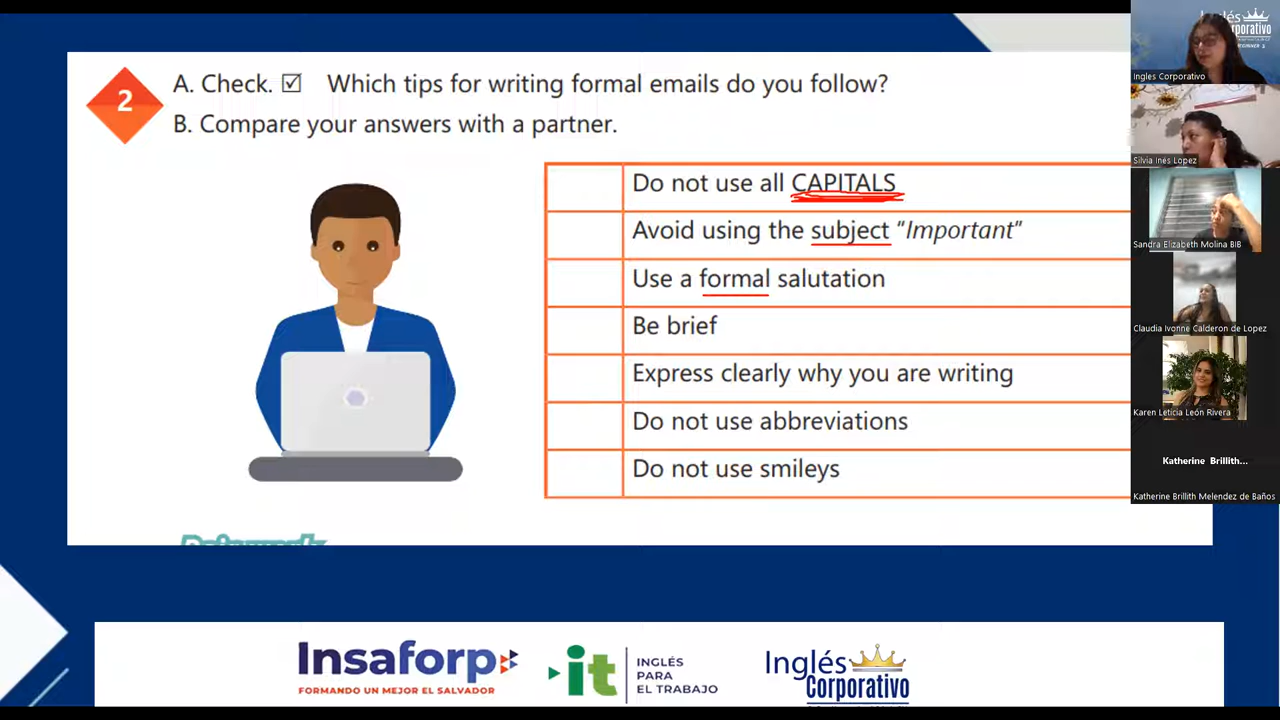 2
A. Check. ☑ Which tips for writing formal emails do you follow?
B. Compare your answers with a partner.
Do not use all CAPITALS
Avoid using the subject “Important”
Use a formal salutation
Be brief
Express clearly why you are writing
Do not use abbreviations
Do not use smileys
Insaforp
FORMANDO UN MEJOR EL SALVADOR
it
INGLÉS
PARA
EL TRABAJO
Inglés
Corporativo
Ingles Corporativo
Silvia Inés Lopez
Sandra Elizabeth Molina BIB
Claudia Ivonne Calderon de Lopez
Karen Leticia León Rivera
Katherine Brillith...
Katherine Brillith Melendez de Baños